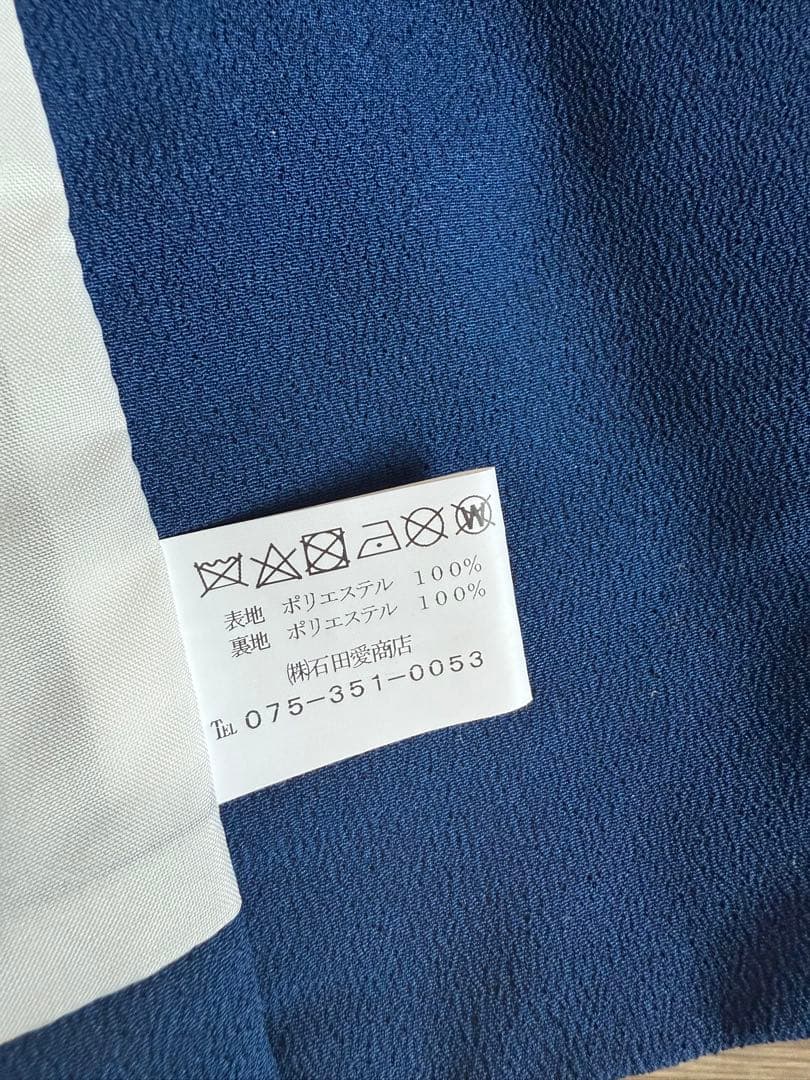 W
表地 ポリエステル 100%
裏地 ポリエステル 100%
㈱石田愛商店
℡ 075-351-0053